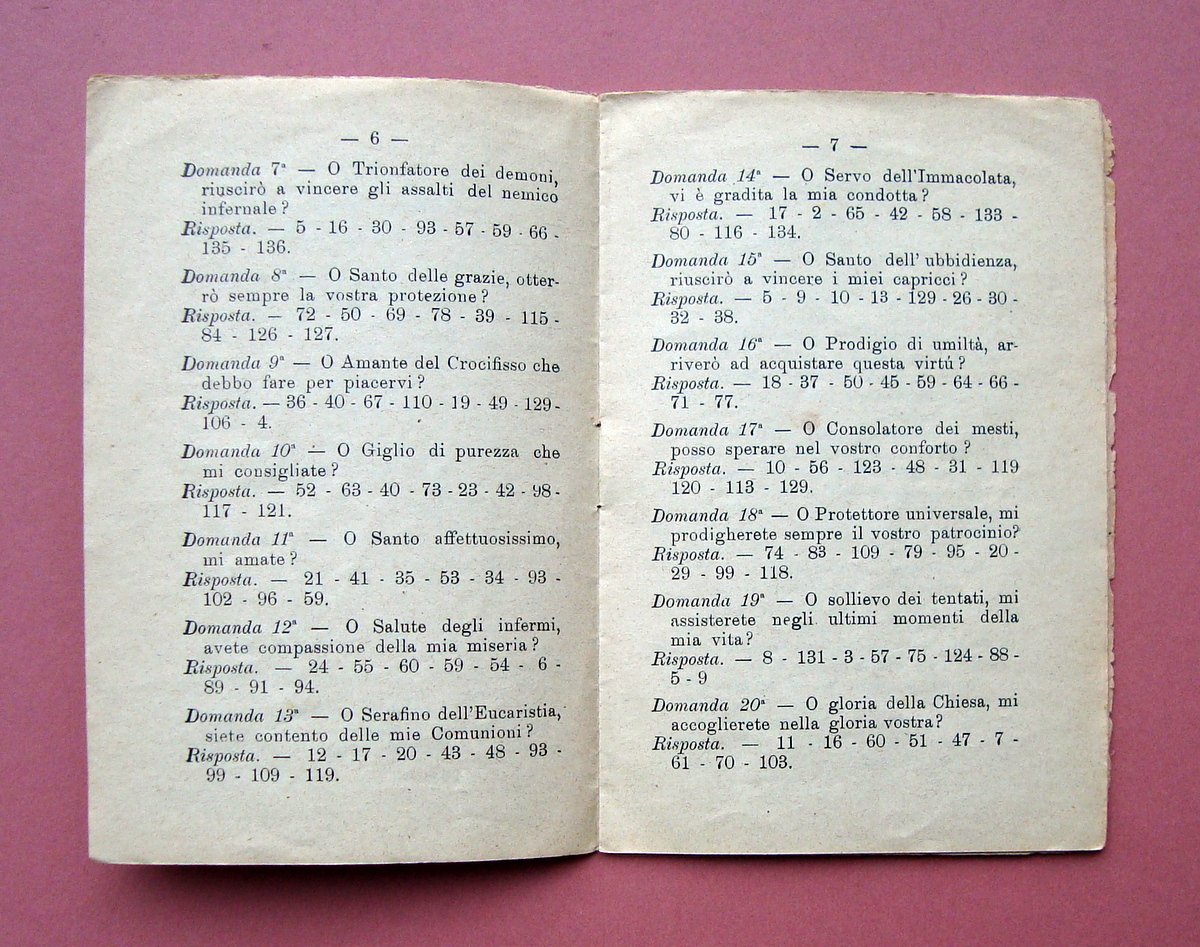 — 6 —
Domanda 7ª — O Trionfatore dei demoni,
riuscirò a vincere gli assalti del nemico
infernale ?
Risposta. — 5 - 16 - 30 - 93 - 57 - 59 - 66 -
135 - 136.
Domanda 8ª — O Santo delle grazie, otter-
rò sempre la vostra protezione ?
Risposta. — 72 - 50 - 69 - 78 - 39 - 115 -
84 - 126 - 127.
Domanda 9ª — O Amante del Crocifisso che
debbo fare per piacervi ?
Risposta. — 36 - 40 - 67 - 110 - 19 - 49 - 129 -
106 - 4.
Domanda 10ª — O Giglio di purezza che
mi consigliate ?
Risposta. — 52 - 63 - 40 - 73 - 23 - 42 - 98 -
117 - 121.
Domanda 11ª — O Santo affettuosissimo,
mi amate ?
Risposta. — 21 - 41 - 35 - 53 - 34 - 93 -
102 - 96 - 59.
Domanda 12ª — O Salute degli infermi,
avete compassione della mia miseria ?
Risposta. — 24 - 55 - 60 - 59 - 54 - 6 -
89 - 91 - 94.
Domanda 13ª — O Serafino dell'Eucaristia,
siete contento delle mie Comunioni ?
Risposta. — 12 - 17 - 20 - 43 - 48 - 93 -
99 - 109 - 119.
— 7 —
Domanda 14ª — O Servo dell'Immacolata,
vi è gradita la mia condotta ?
Risposta. — 17 - 2 - 65 - 42 - 58 - 133 -
80 - 116 - 134.
Domanda 15ª — O Santo dell' ubbidienza,
riuscirò a vincere i miei capricci ?
Risposta. — 5 - 9 - 10 - 13 - 129 - 26 - 30 -
32 - 38.
Domanda 16ª — O Prodigio di umiltà, ar-
riverò ad acquistare questa virtú ?
Risposta. — 18 - 37 - 50 - 45 - 59 - 64 - 66 -
71 - 77.
Domanda 17ª — O Consolatore dei mesti,
posso sperare nel vostro conforto ?
Risposta. — 10 - 56 - 123 - 48 - 31 - 119
120 - 113 - 129.
Domanda 18ª — O Protettore universale, mi
prodigherete sempre il vostro patrocinio?
Risposta. — 74 - 83 - 109 - 79 - 95 - 20 -
29 - 99 - 118.
Domanda 19ª — O sollievo dei tentati, mi
assisterete negli ultimi momenti della
mia vita ?
Risposta. — 8 - 131 - 3 - 57 - 75 - 124 - 88 -
5 - 9
Domanda 20ª — O gloria della Chiesa, mi
accoglierete nella gloria vostra?
Risposta. — 11 - 16 - 60 - 51 - 47 - 7 -
61 - 70 - 103.